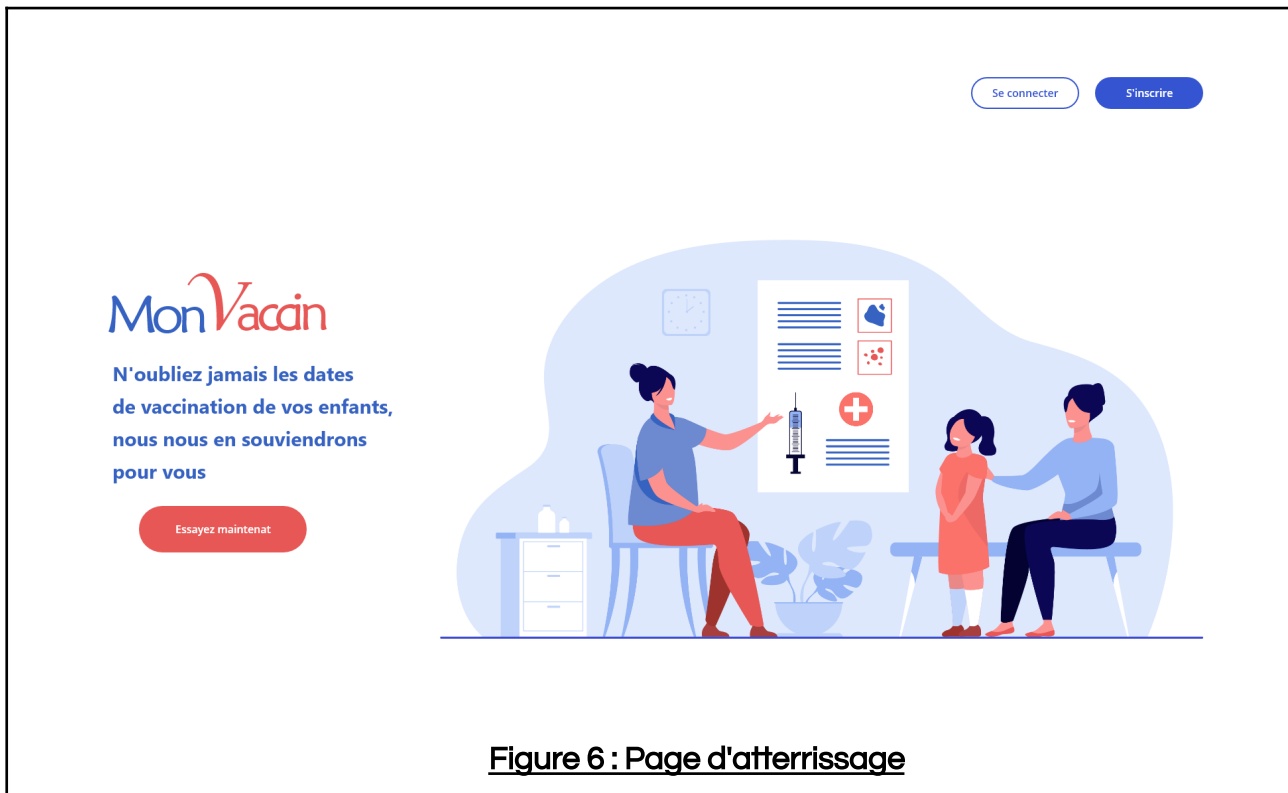 Se connecter
S'inscrire
MonVaccin
N'oubliez jamais les dates
de vaccination de vos enfants,
nous nous en souviendrons
pour vous
Essayez maintenat
Figure 6 : Page d'atterrissage